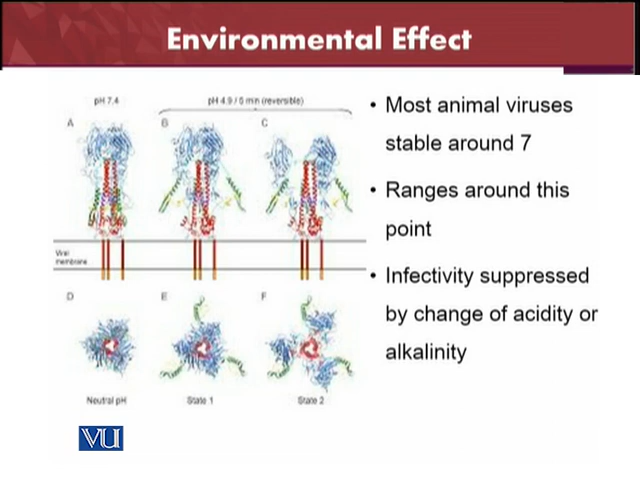 Environmental Effect
pH 7.4
pH 4.9 / 5 min (reversible)
A
B
C
Viral membrane
D
E
F
Neutral pH
State 1
State 2
• Most animal viruses
stable around 7
• Ranges around this
point
• Infectivity suppressed
by change of acidity or
alkalinity
VU